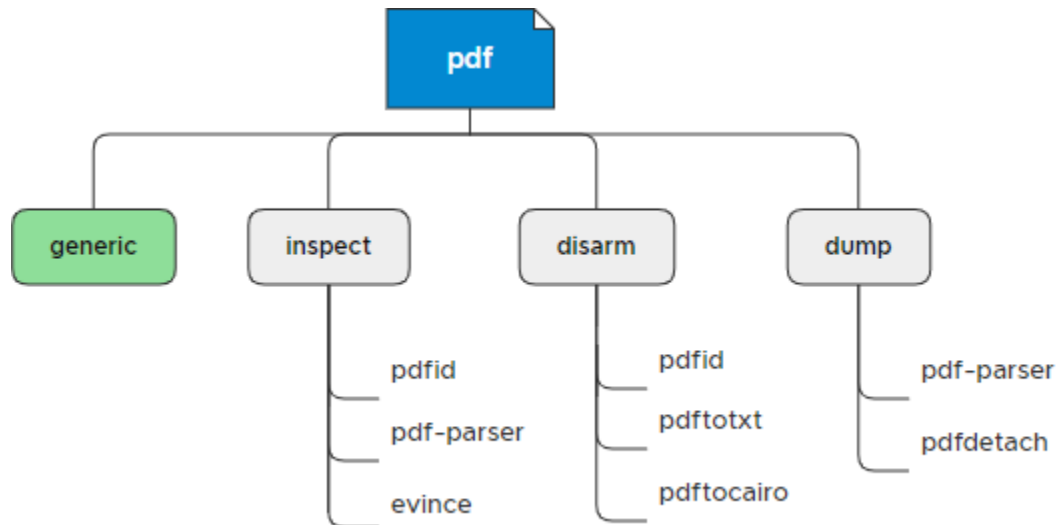 pdf
generic
inspect
disarm
dump
pdfid
pdf-parser
evince
pdfid
pdftotxt
pdftocairo
pdf-parser
pdfdetach